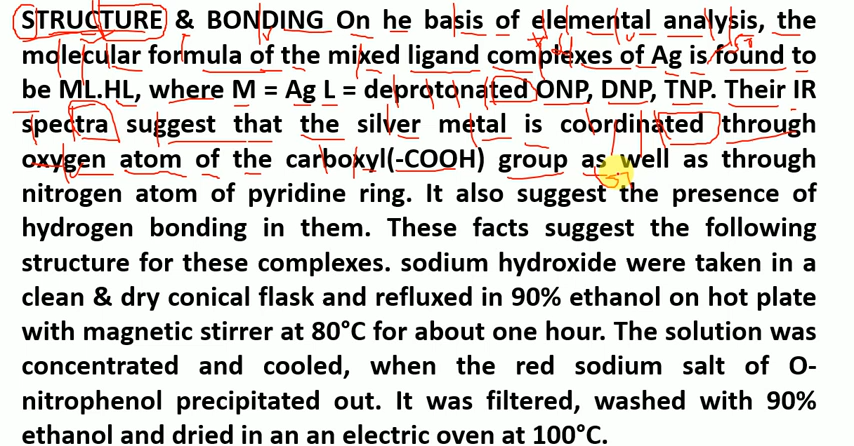 STRUCTURE & BONDING On he basis of elemental analysis, the
molecular formula of the mixed ligand complexes of Ag is found to
be ML.HL, where M = Ag L = deprotonated ONP, DNP, TNP. Their IR
spectra suggest that the silver metal is coordinated through
oxygen atom of the carboxyl(-COOH) group as well as through
nitrogen atom of pyridine ring. It also suggest the presence of
hydrogen bonding in them. These facts suggest the following
structure for these complexes. sodium hydroxide were taken in a
clean & dry conical flask and refluxed in 90% ethanol on hot plate
with magnetic stirrer at 80°C for about one hour. The solution was
concentrated and cooled, when the red sodium salt of O-
nitrophenol precipitated out. It was filtered, washed with 90%
ethanol and dried in an an electric oven at 100°C.